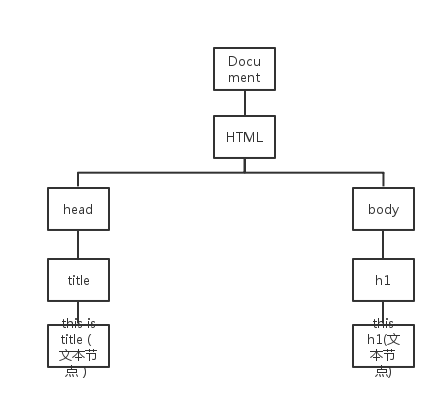 Docu
ment
HTML
head
body
title
h1
this is
title (
文本节
点 )
this
h1(文
本节
点)